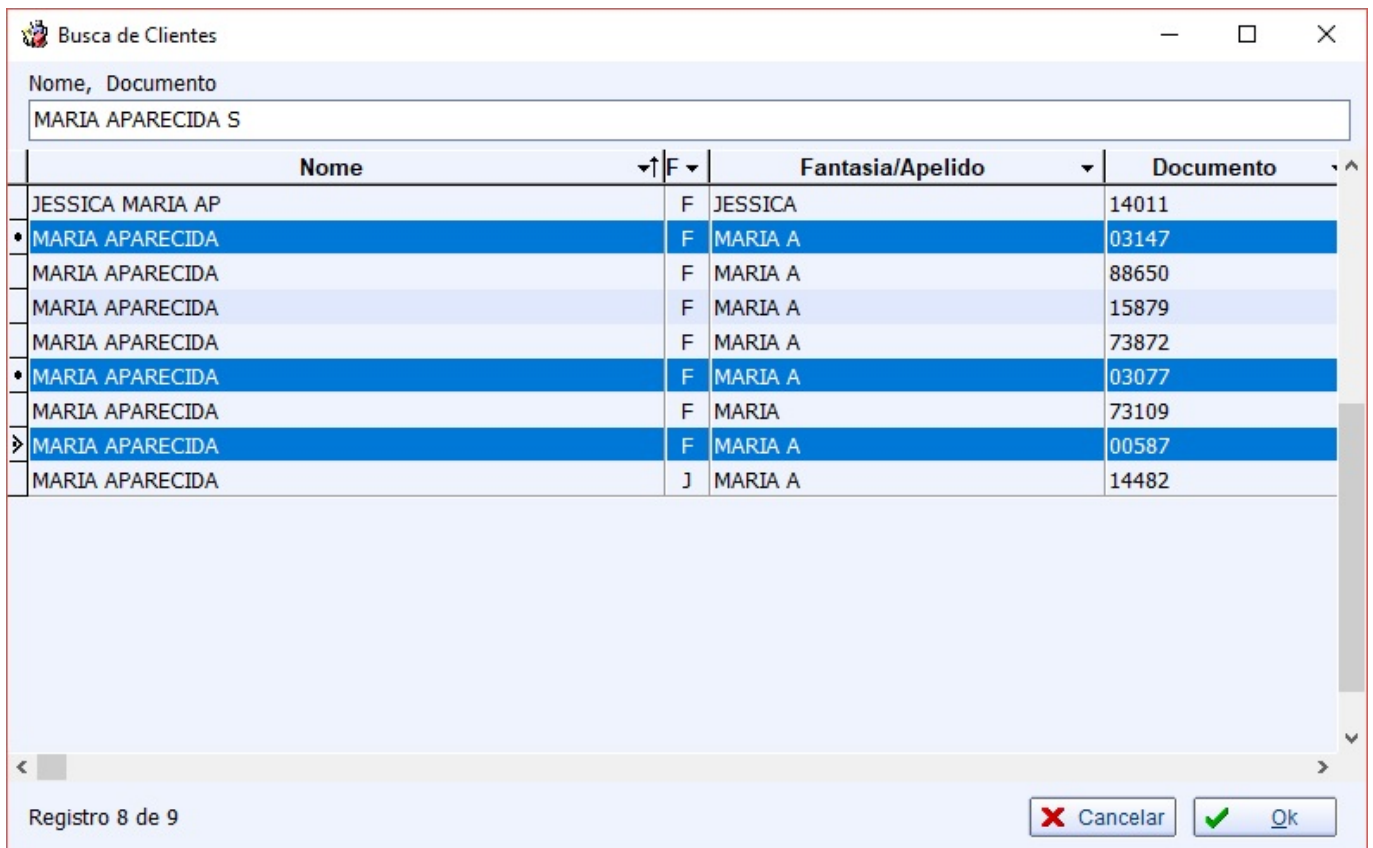 Busca de Clientes
Nome, Documento
MARIA APARECIDA S
Nome F Fantasia/Apelido Documento
JESSICA MARIA AP F JESSICA 14011
MARIA APARECIDA F MARIA A 03147
MARIA APARECIDA F MARIA A 88650
MARIA APARECIDA F MARIA A 15879
MARIA APARECIDA F MARIA A 73872
MARIA APARECIDA F MARIA A 03077
MARIA APARECIDA F MARIA 73109
MARIA APARECIDA F MARIA A 00587
MARIA APARECIDA J MARIA A 14482
Registro 8 de 9 Cancelar Ok